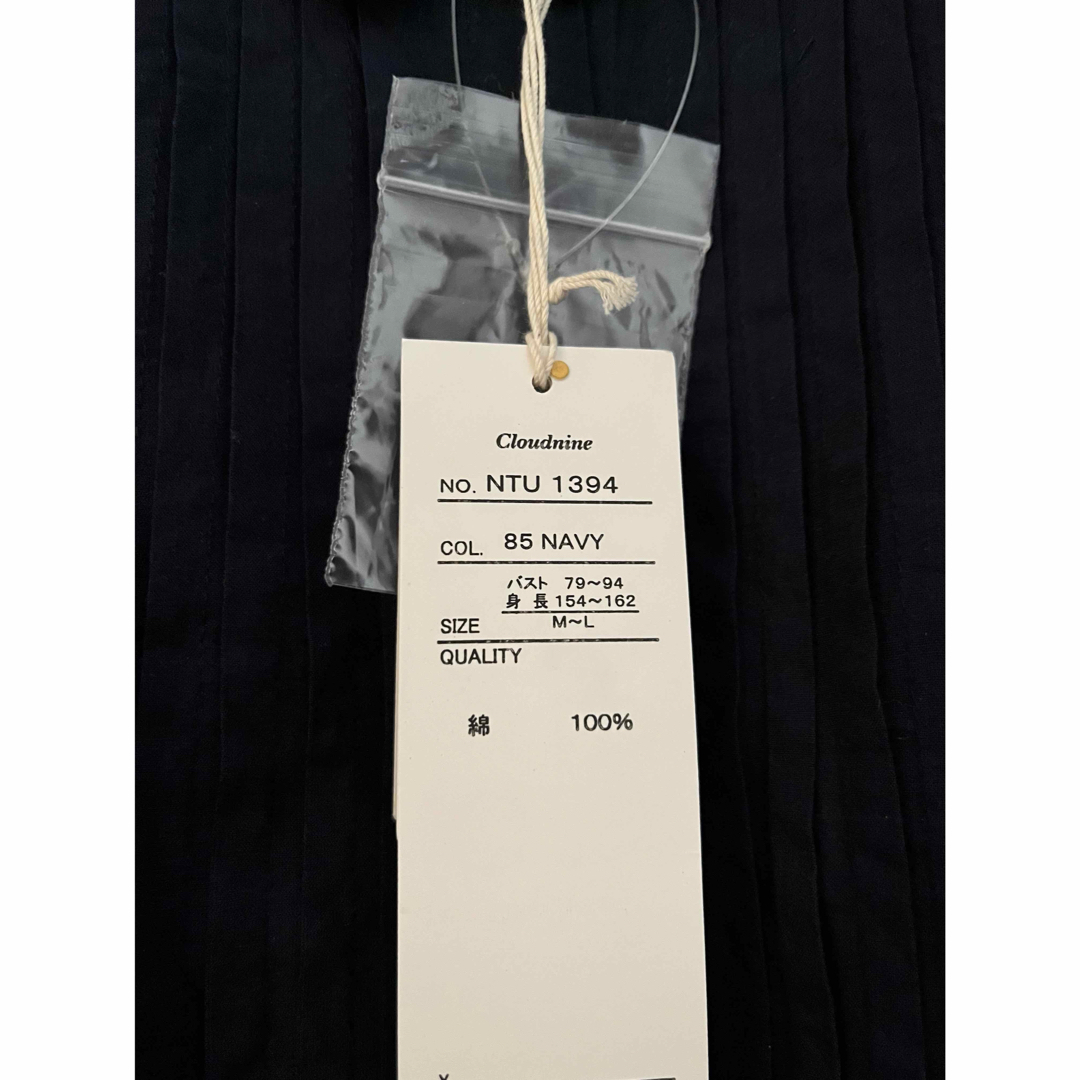 Cloudnine
NO. NTU 1394
COL. 85 NAVY
バスト 79～94
身 長 154～162
SIZE M～L
QUALITY
綿 100%